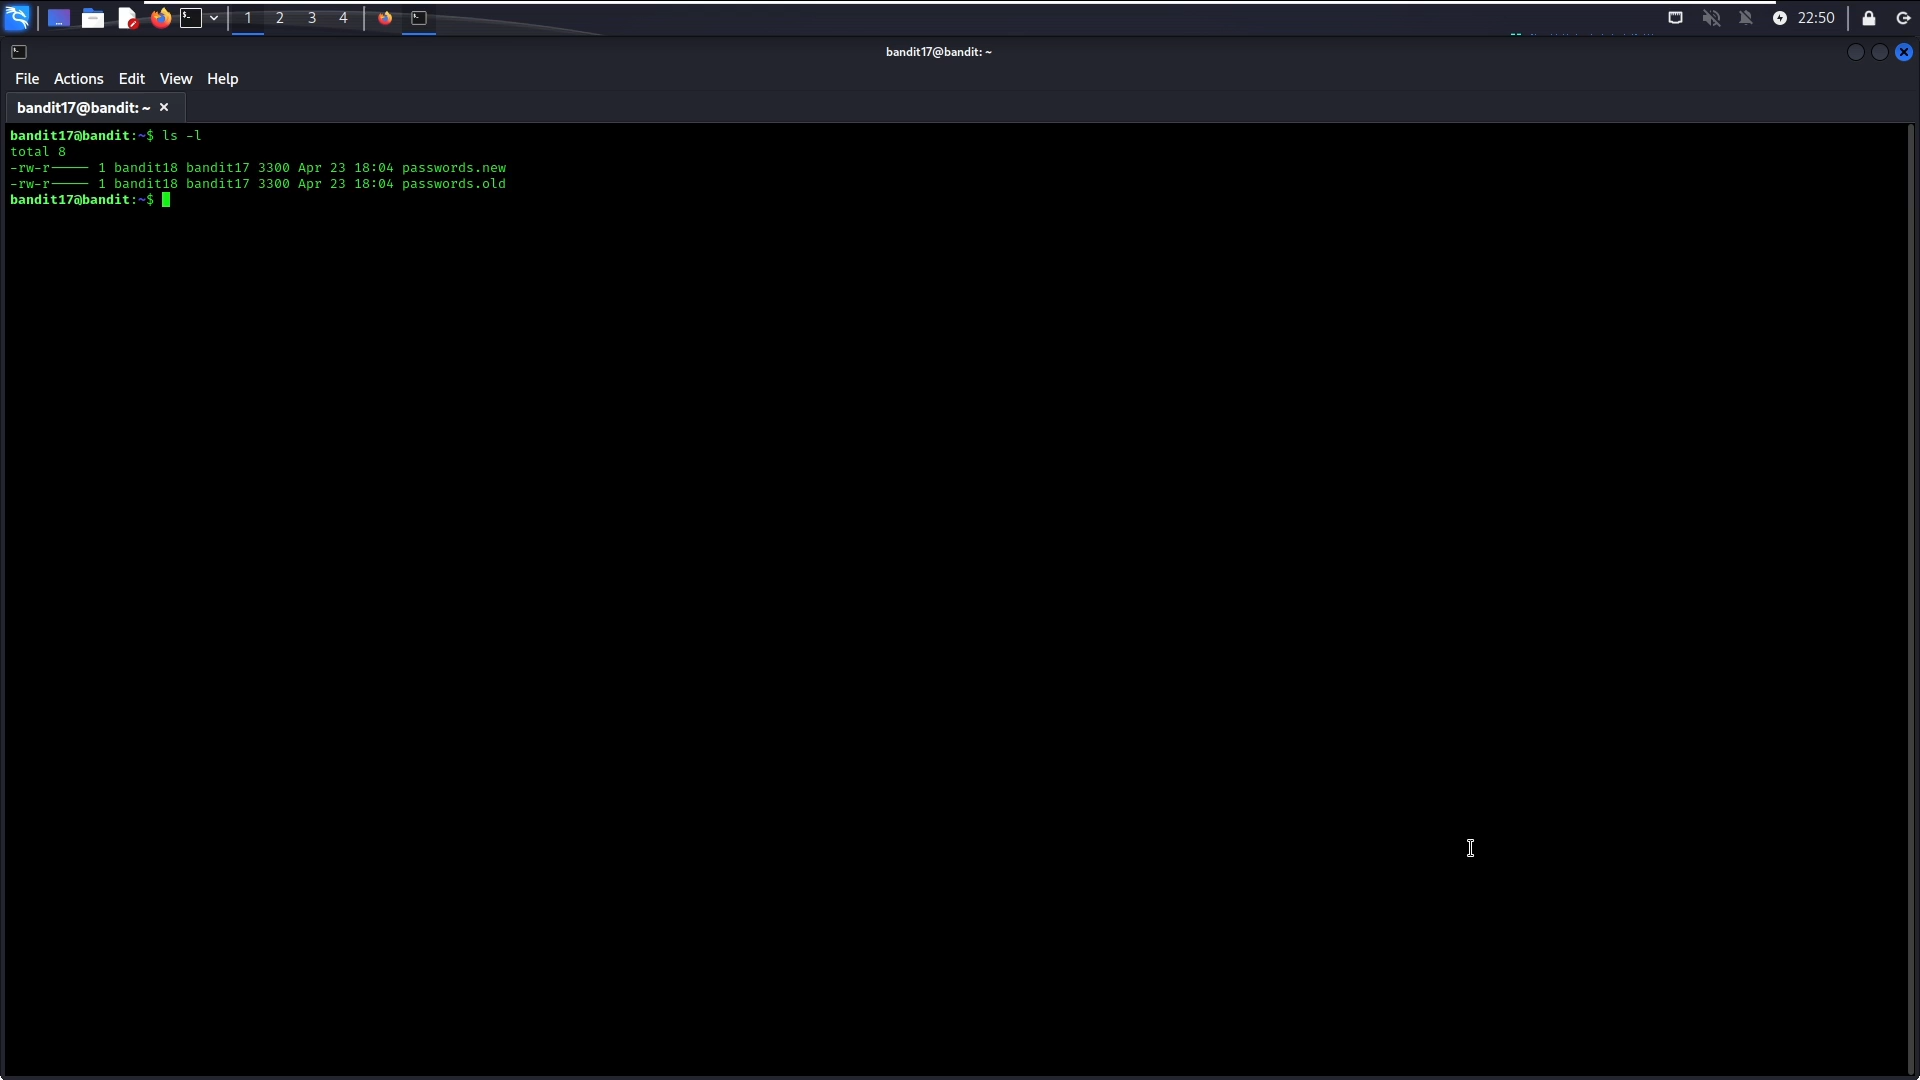 1 2 3 4 22:50
bandit17@bandit: ~
File Actions Edit View Help
bandit17@bandit: ~
bandit17@bandit:~$ ls -l
total 8
-rw-r----- 1 bandit18 bandit17 3300 Apr 23 18:04 passwords.new
-rw-r----- 1 bandit18 bandit17 3300 Apr 23 18:04 passwords.old
bandit17@bandit:~$